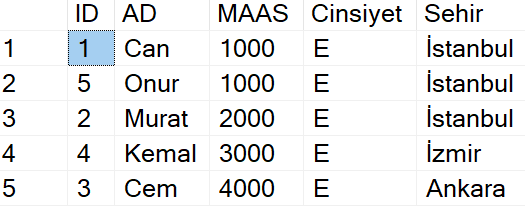 ID AD MAAS Cinsiyet Sehir
1 1 Can 1000 E İstanbul
2 5 Onur 1000 E İstanbul
3 2 Murat 2000 E İstanbul
4 4 Kemal 3000 E İzmir
5 3 Cem 4000 E Ankara